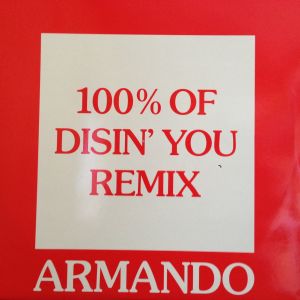 100% OF
DISIN' YOU
REMIX
ARMANDO